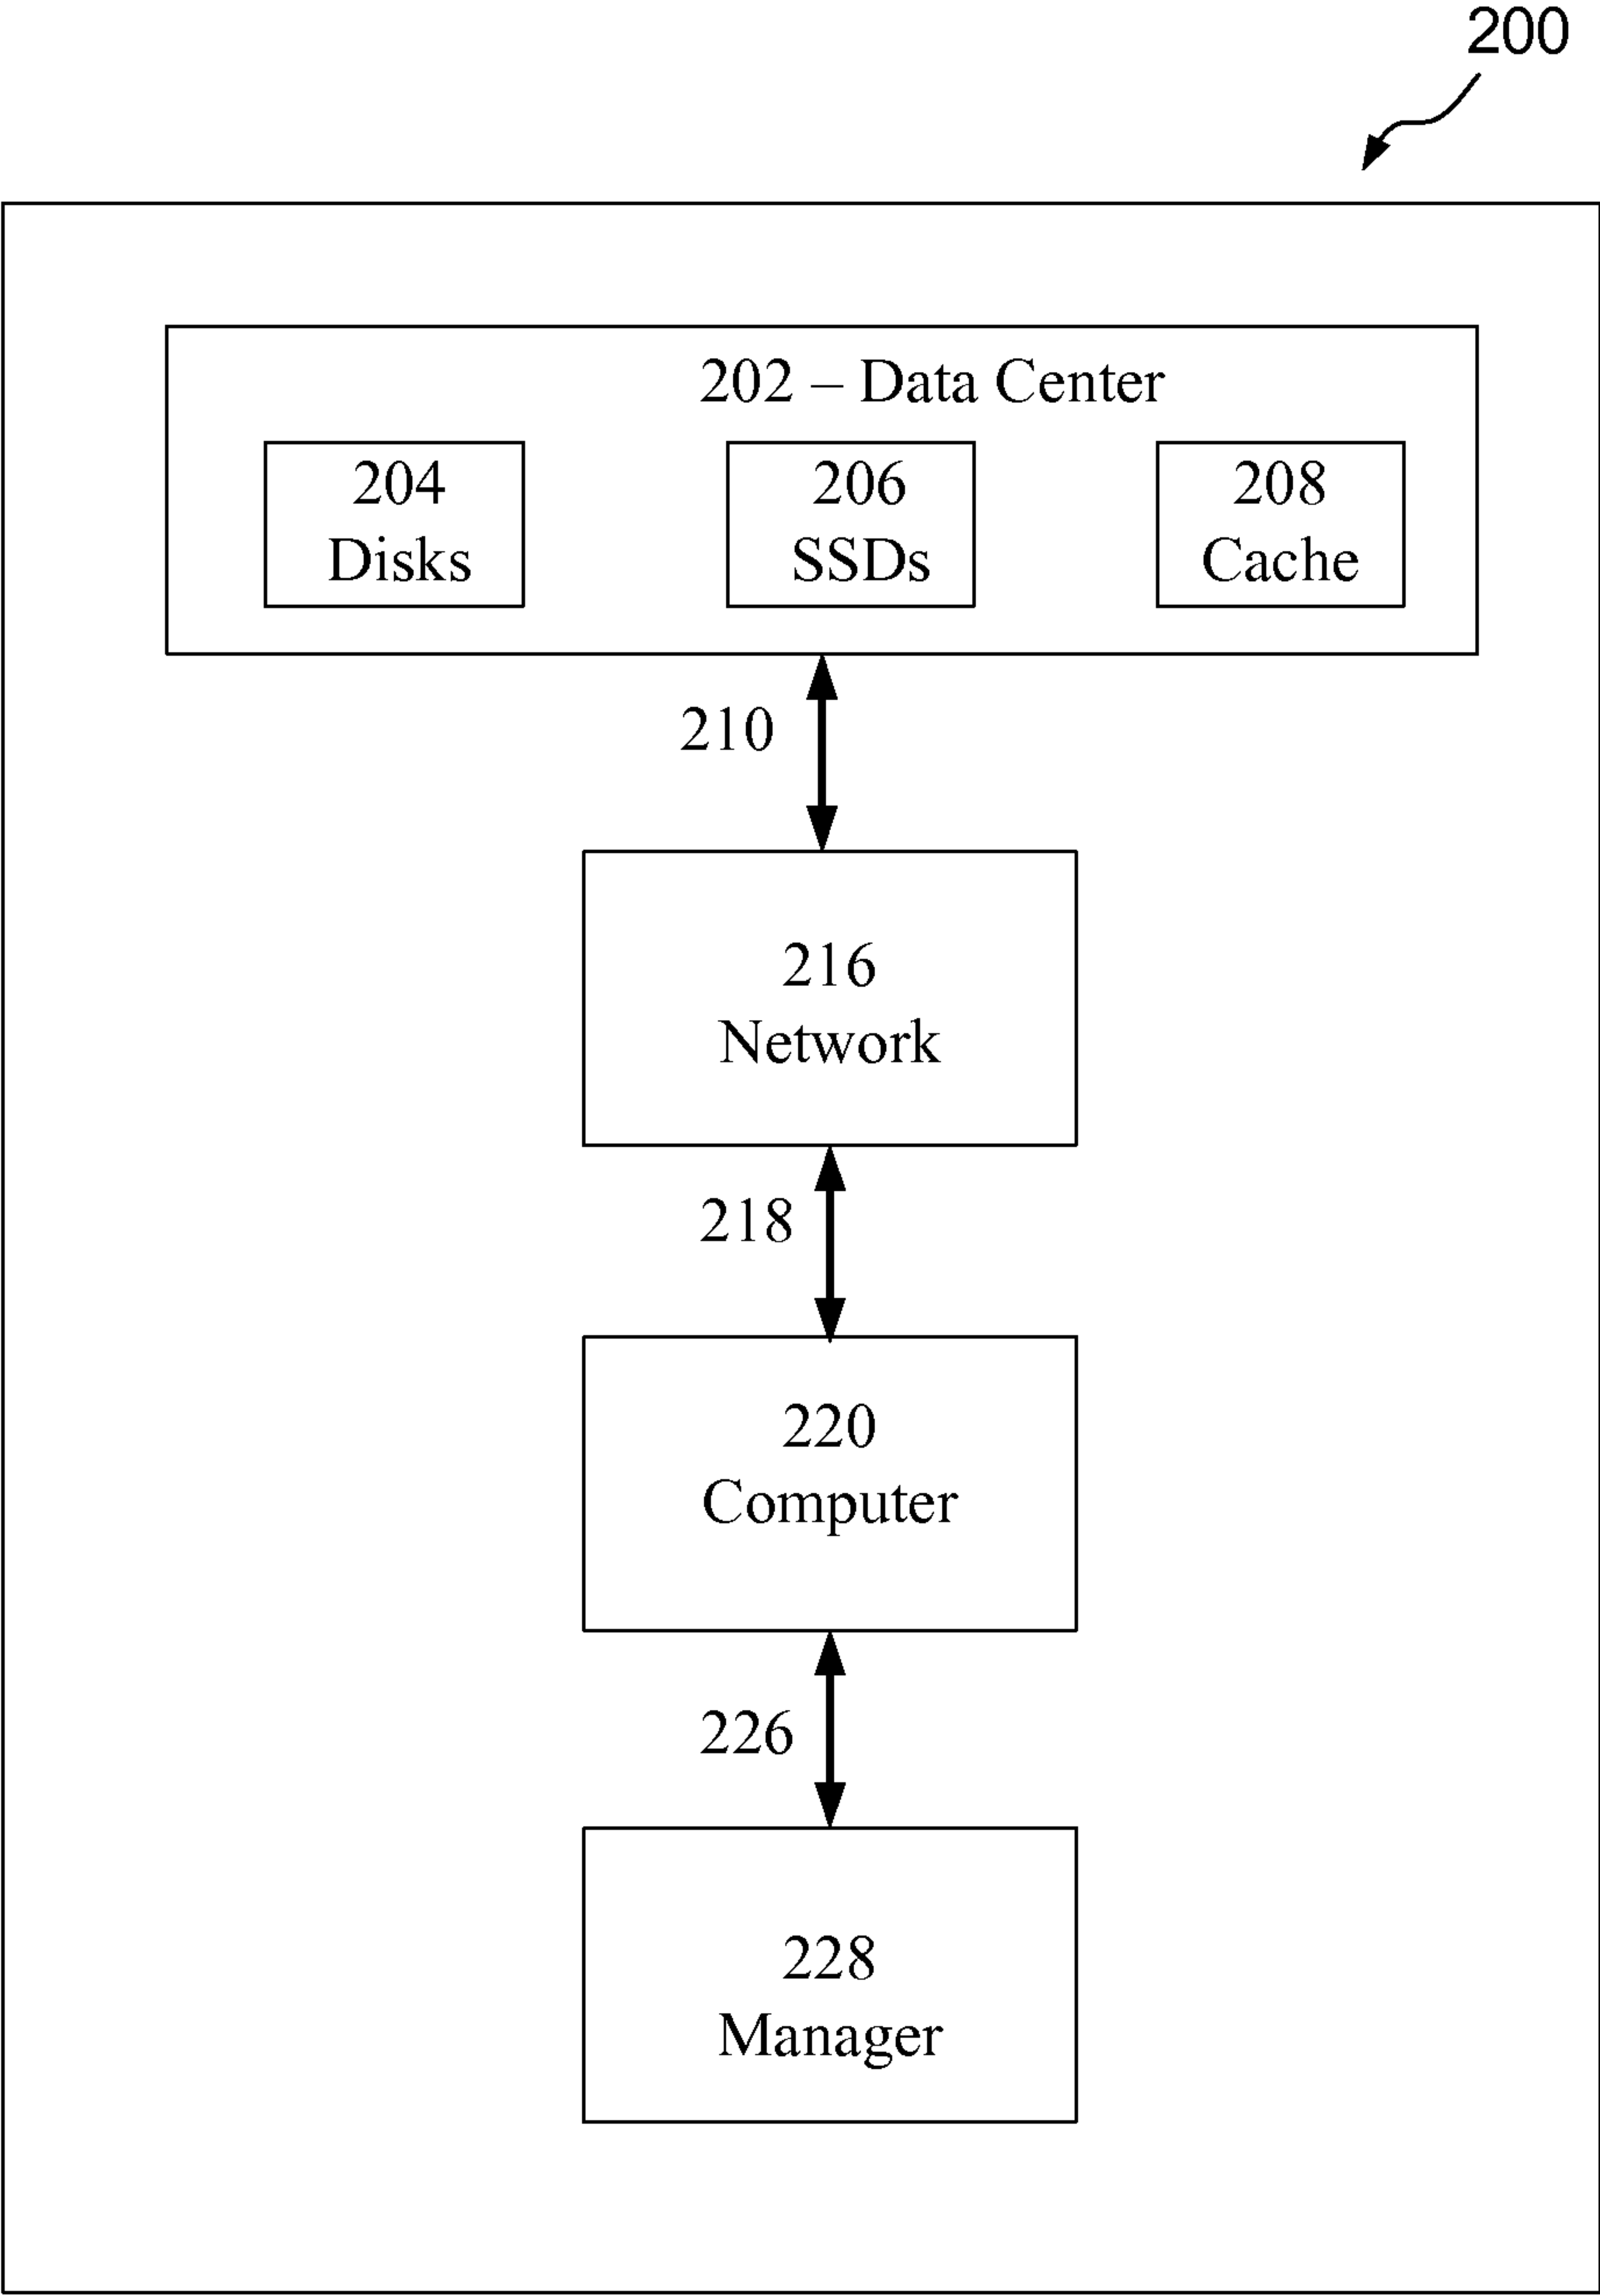 200
202 – Data Center
204
Disks
206
SSDs
208
Cache
210
216
Network
218
220
Computer
226
228
Manager